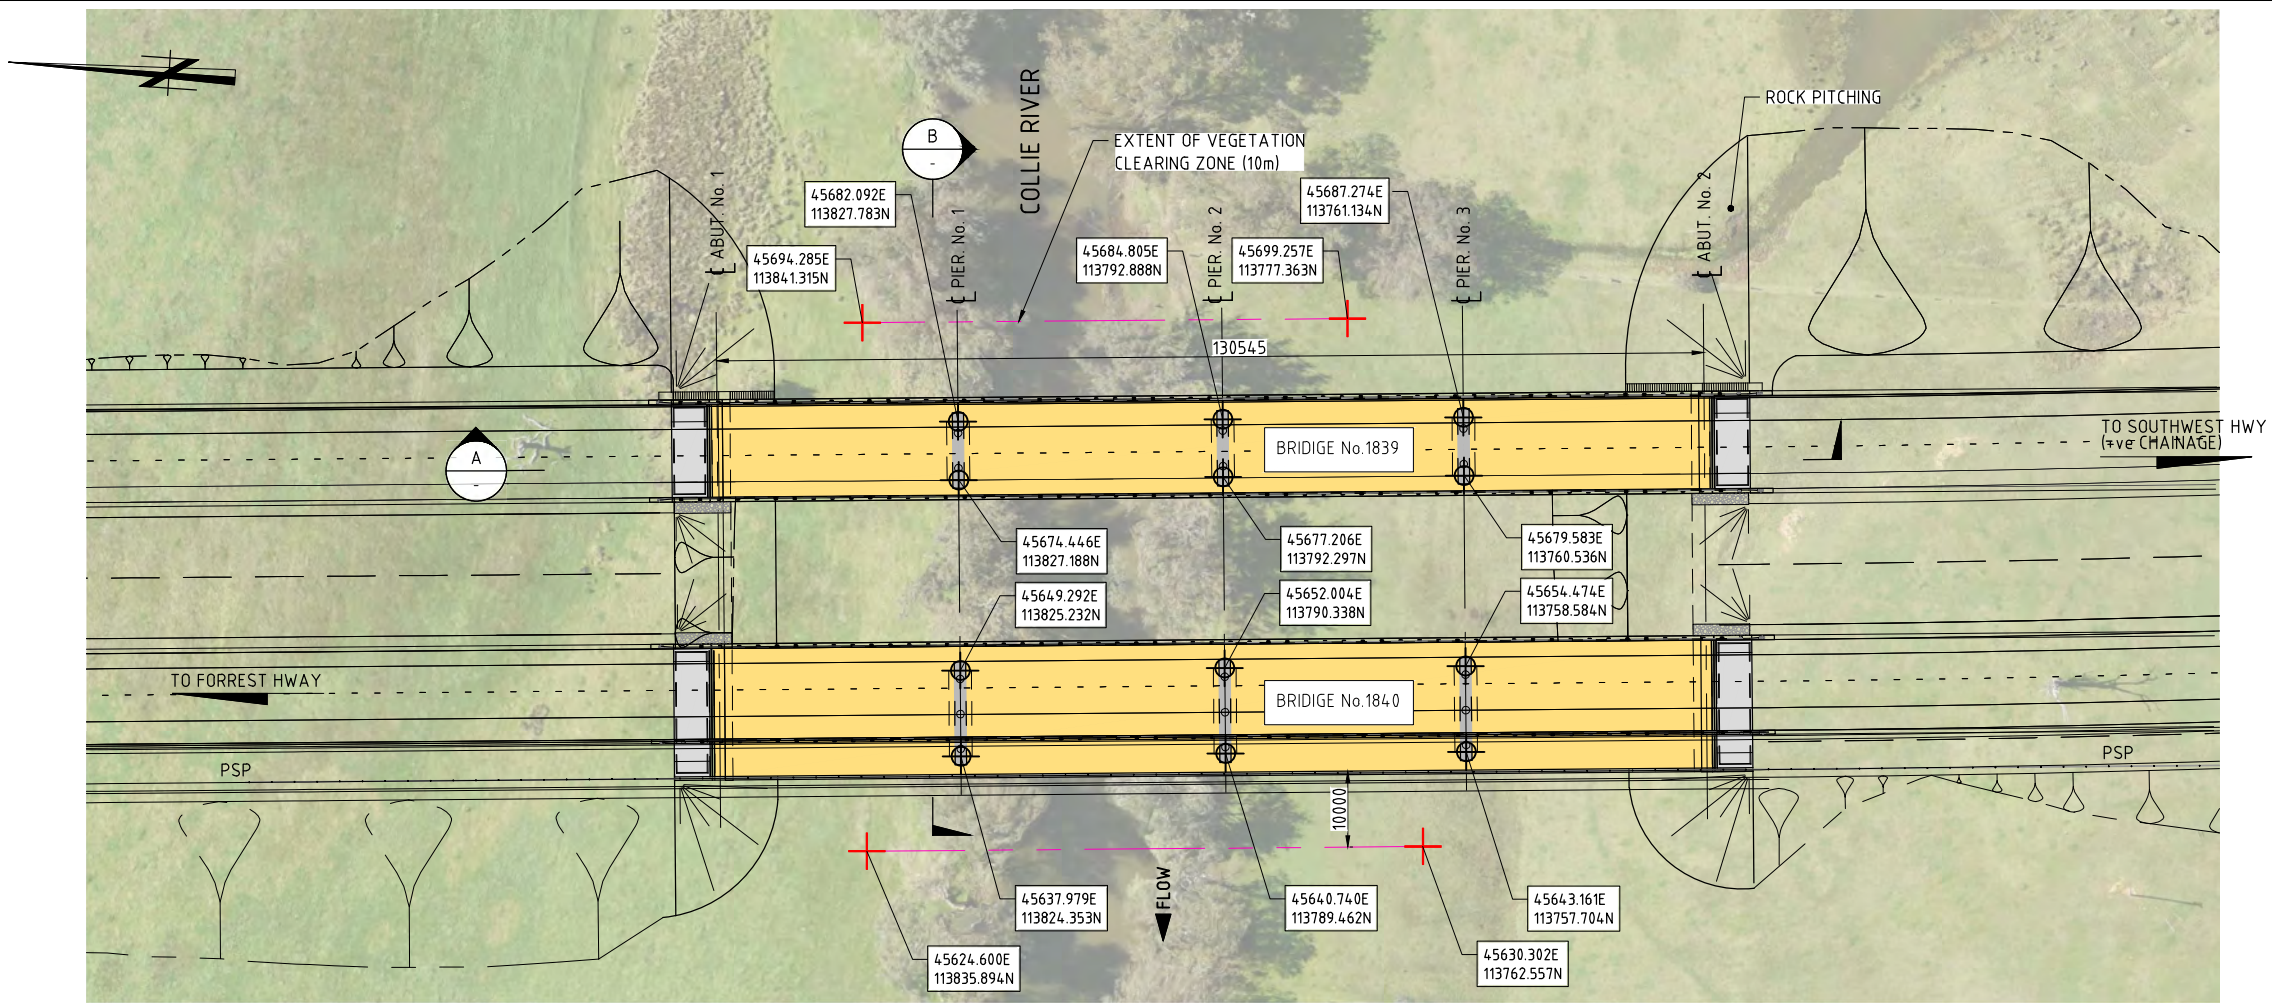 COLLIE RIVER
B
-
ROCK PITCHING
EXTENT OF VEGETATION
CLEARING ZONE (10m)
45682.092E
113827.783N
45687.274E
113761.134N
45694.285E
113841.315N
45684.805E
113792.888N
45699.257E
113777.363N
℄ ABUT. No. 1
℄ PIER. No. 1
℄ PIER. No. 2
℄ PIER. No. 3
℄ ABUT. No. 2
130545
A
-
BRIDIGE No.1839
TO SOUTHWEST HWY
(+ve CHAINAGE)
45674.446E
113827.188N
45677.206E
113792.297N
45679.583E
113760.536N
45649.292E
113825.232N
45652.004E
113790.338N
45654.474E
113758.584N
TO FORREST HWAY
BRIDIGE No.1840
PSP
PSP
10000
FLOW
45637.979E
113824.353N
45640.740E
113789.462N
45643.161E
113757.704N
45624.600E
113835.894N
45630.302E
113762.557N